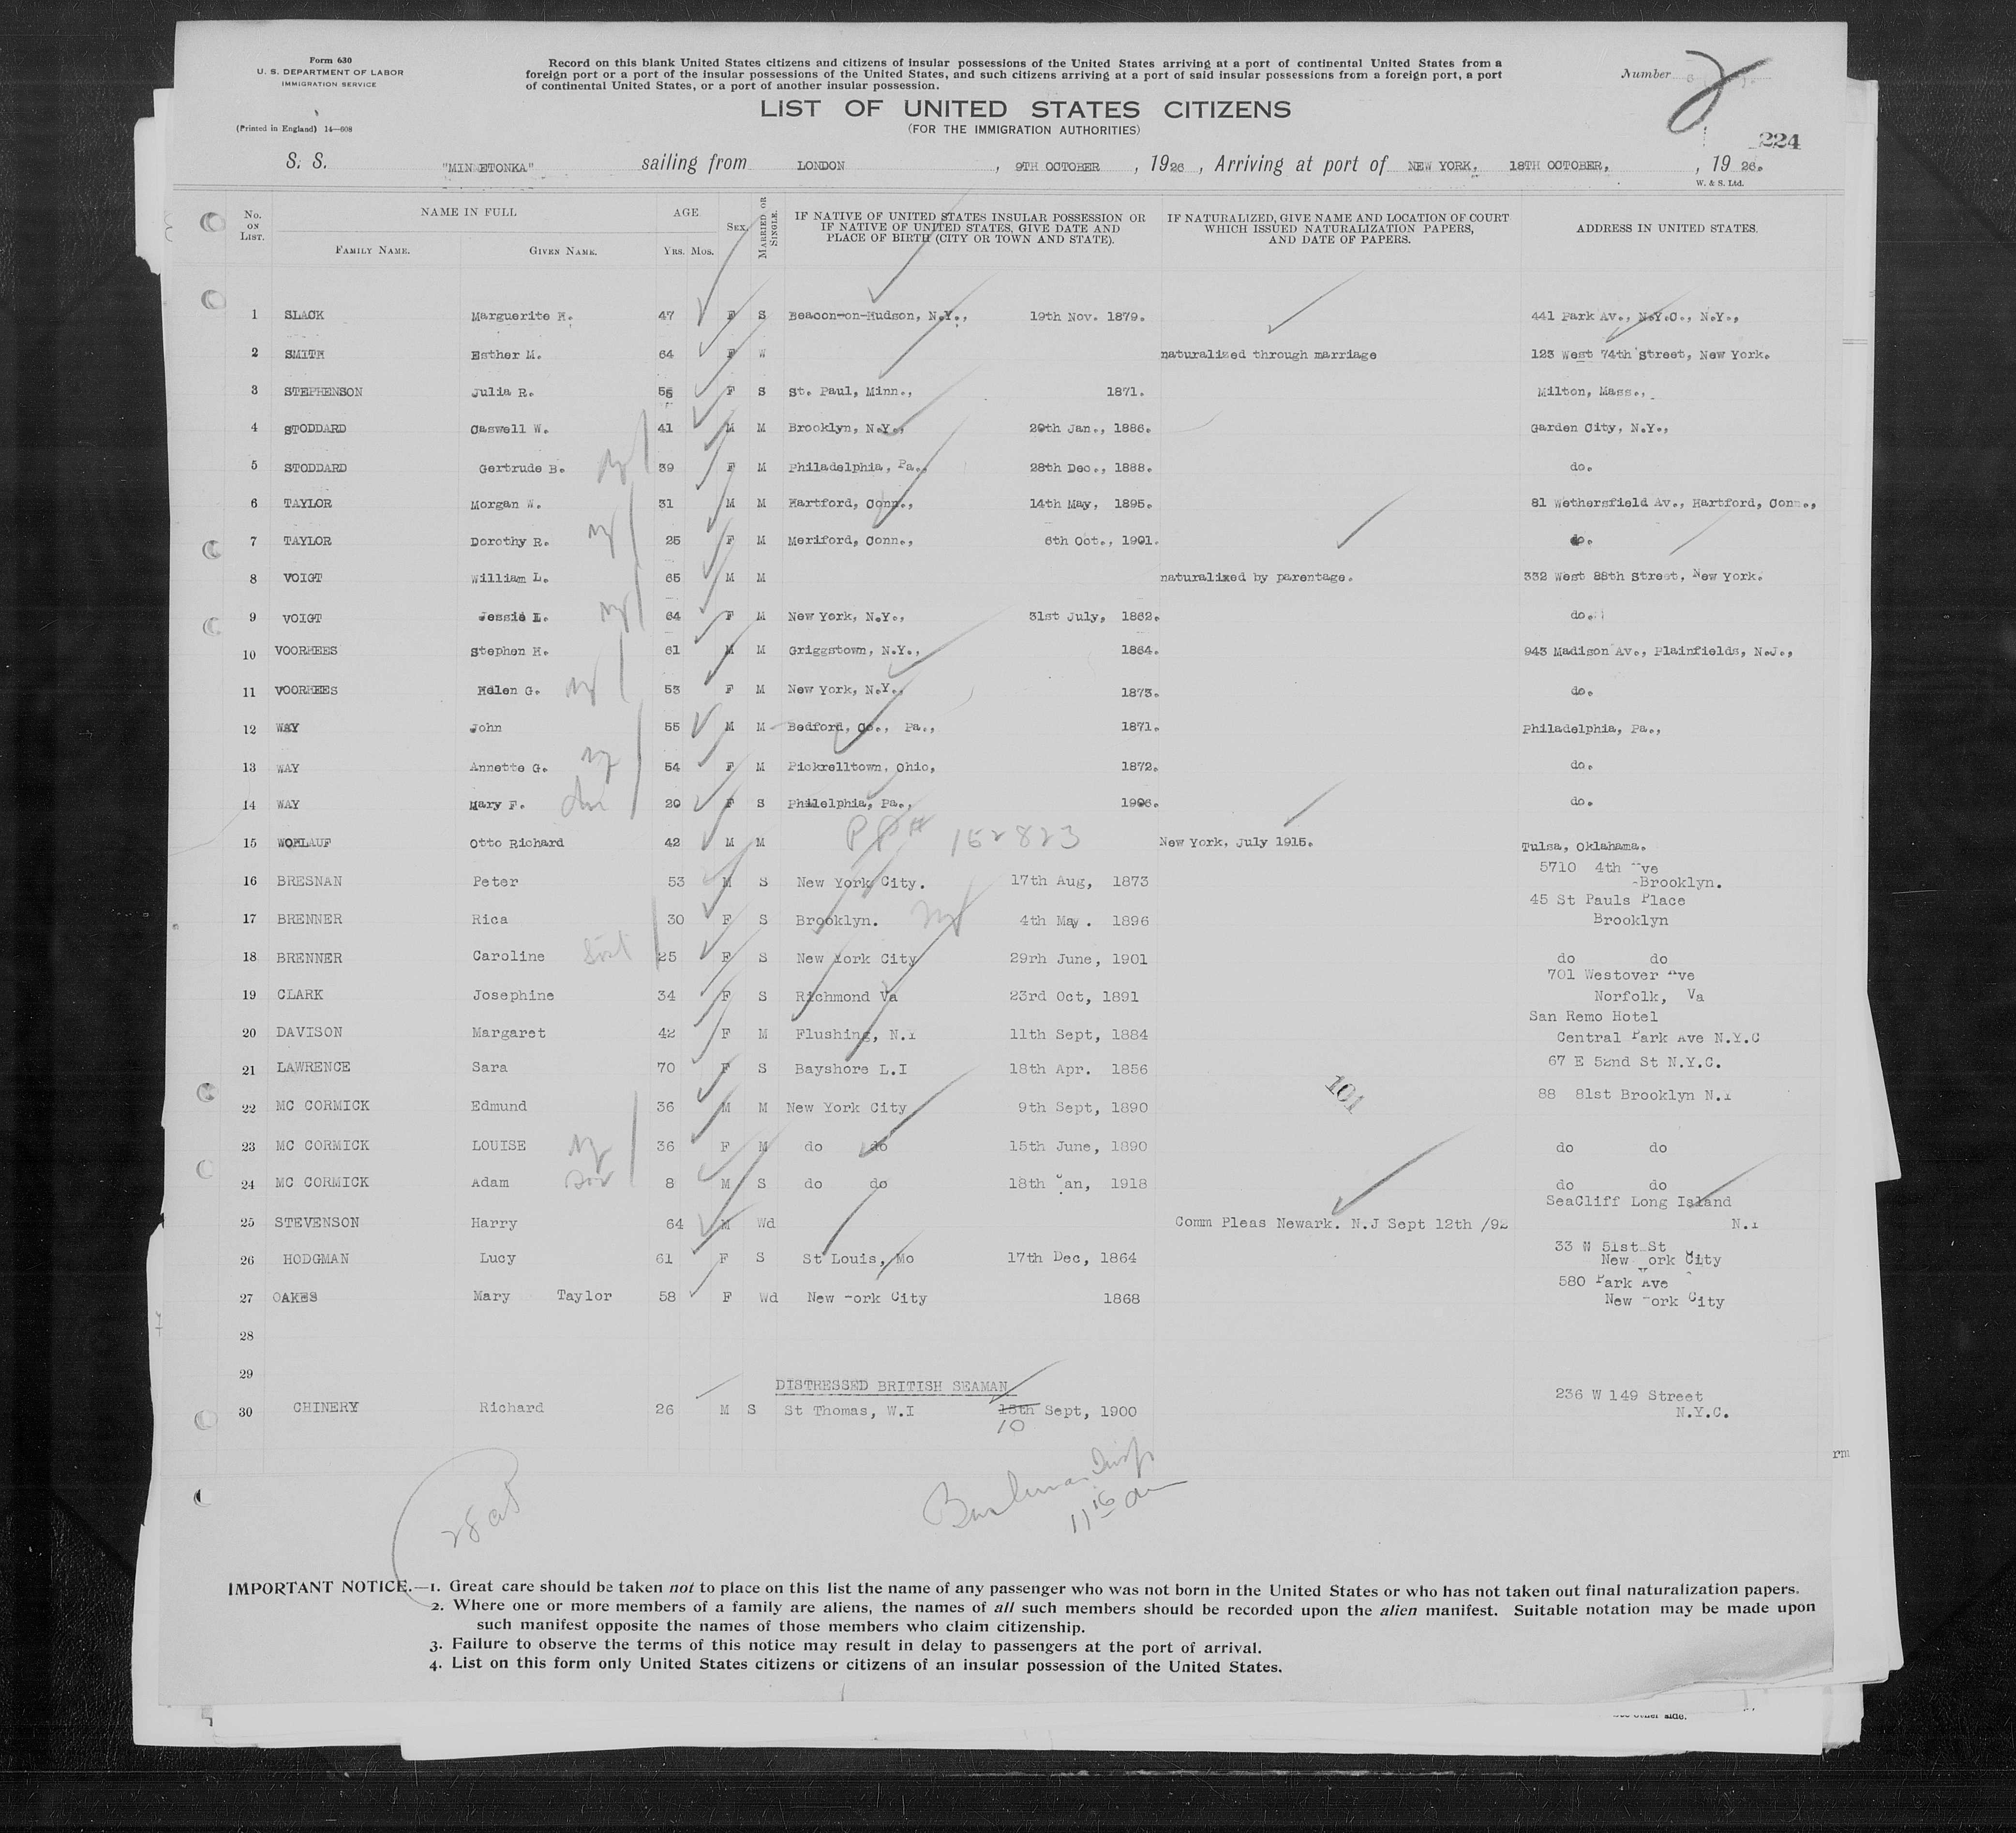 Form 630
U. S. DEPARTMENT OF LABOR
IMMIGRATION SERVICE
(Printed in England) 14—608
Record on this blank United States citizens and citizens of insular possessions of the United States arriving at a port of continental United States from a
foreign port or a port of the insular possessions of the United States, and such citizens arriving at a port of said insular possessions from a foreign port, a port
of continental United States, or a port of another insular possession.
Number
LIST OF UNITED STATES CITIZENS
(FOR THE IMMIGRATION AUTHORITIES)
224
S. S. "MINNETONKA" sailing from LONDON, 9TH OCTOBER, 1926, Arriving at port of NEW YORK, 18TH OCTOBER, , 19 26.
W. & S. Ltd.
No. ON LIST. NAME IN FULL FAMILY NAME. GIVEN NAME. AGE YRS. MOS. SEX. MARRIED OR SINGLE. IF NATIVE OF UNITED STATES INSULAR POSSESSION OR IF NATIVE OF UNITED STATES, GIVE DATE AND PLACE OF BIRTH (CITY OR TOWN AND STATE). IF NATURALIZED, GIVE NAME AND LOCATION OF COURT WHICH ISSUED NATURALIZATION PAPERS, AND DATE OF PAPERS. ADDRESS IN UNITED STATES.
1 SLACK Marguerite H. 47 F S Beacon-on-Hudson, N.Y., 19th Nov. 1879. 441 Park Av., N.Y.C., N.Y.,
2 SMITH Esther M. 64 F W naturalized through marriage 123 West 74th Street, New York.
3 STEPHENSON Julia R. 55 F S St. Paul, Minn., 1871. Milton, Mass.,
4 STODDARD Caswell W. 41 M M Brooklyn, N.Y., 29th Jan., 1886. Garden City, N.Y.,
5 STODDARD Gertrude B. 39 F M Philadelphia, Pa., 28th Dec., 1888. do.
6 TAYLOR Morgan W. 31 M M Hartford, Conn., 14th May, 1895. 81 Wethersfield Av., Hartford, Conn.,
7 TAYLOR Dorothy R. 25 F M Meriford, Conn., 6th Oct., 1901. do.
8 VOIGT William L. 65 M M naturalized by parentage. 332 West 88th Street, New York.
9 VOIGT Jessie L. 64 F M New York, N.Y., 31st July, 1862. do.
10 VOORHEES Stephen H. 61 M M Griggstown, N.Y., 1864. 943 Madison Av., Plainfields, N.J.,
11 VOORHEES Helen G. 53 F M New York, N.Y., 1873. do.
12 WAY John 55 M M Bedford, Co., Pa., 1871. Philadelphia, Pa.,
13 WAY Annette G. 54 F M Pickrelltown, Ohio, 1872. do.
14 WAY Mary F. 20 F S Philelphia, Pa., 1906. do.
PP# 152823
15 WOHLAUF Otto Richard 42 M M New York, July 1915. Tulsa, Oklahama.
16 BRESNAN Peter 53 M S New York City. 17th Aug, 1873 5710 4th Ave
Brooklyn.
17 BRENNER Rica 30 F S Brooklyn. 4th May. 1896 45 St Pauls Place
Brooklyn
18 BRENNER Caroline 25 F S New York City 29rh June, 1901 do do
19 CLARK Josephine 34 F S Richmond Va 23rd Oct, 1891 701 Westover Ave
Norfolk, Va
20 DAVISON Margaret 42 F M Flushing, N.Y 11th Sept, 1884 San Remo Hotel
Central Park Ave N.Y.C
21 LAWRENCE Sara 70 F S Bayshore L.I 18th Apr. 1856 67 E 52nd St N.Y.C.
22 MC CORMICK Edmund 36 M M New York City 9th Sept, 1890 88 81st Brooklyn N.Y
101
23 MC CORMICK LOUISE 36 F M do do 15th June, 1890 do do
24 MC CORMICK Adam 8 M S do do 18th Jan, 1918 do do
25 STEVENSON Harry 64 M Wd Comm Pleas Newark. N.J Sept 12th /92 SeaCliff Long Island
N.Y
26 HODGMAN Lucy 61 F S St Louis, Mo 17th Dec, 1864 33 W 51st St
New York City
27 OAKES Mary Taylor 58 F Wd New York City 1868 580 Park Ave
New York City
28
29
DISTRESSED BRITISH SEAMAN
30 CHINERY Richard 26 M S St Thomas, W.I 15th Sept, 1900 236 W 149 Street
N.Y.C.
10
rm
IMPORTANT NOTICE.—1. Great care should be taken not to place on this list the name of any passenger who was not born in the United States or who has not taken out final naturalization papers.
2. Where one or more members of a family are aliens, the names of all such members should be recorded upon the alien manifest. Suitable notation may be made upon
such manifest opposite the names of those members who claim citizenship.
3. Failure to observe the terms of this notice may result in delay to passengers at the port of arrival.
4. List on this form only United States citizens or citizens of an insular possession of the United States.
other side.